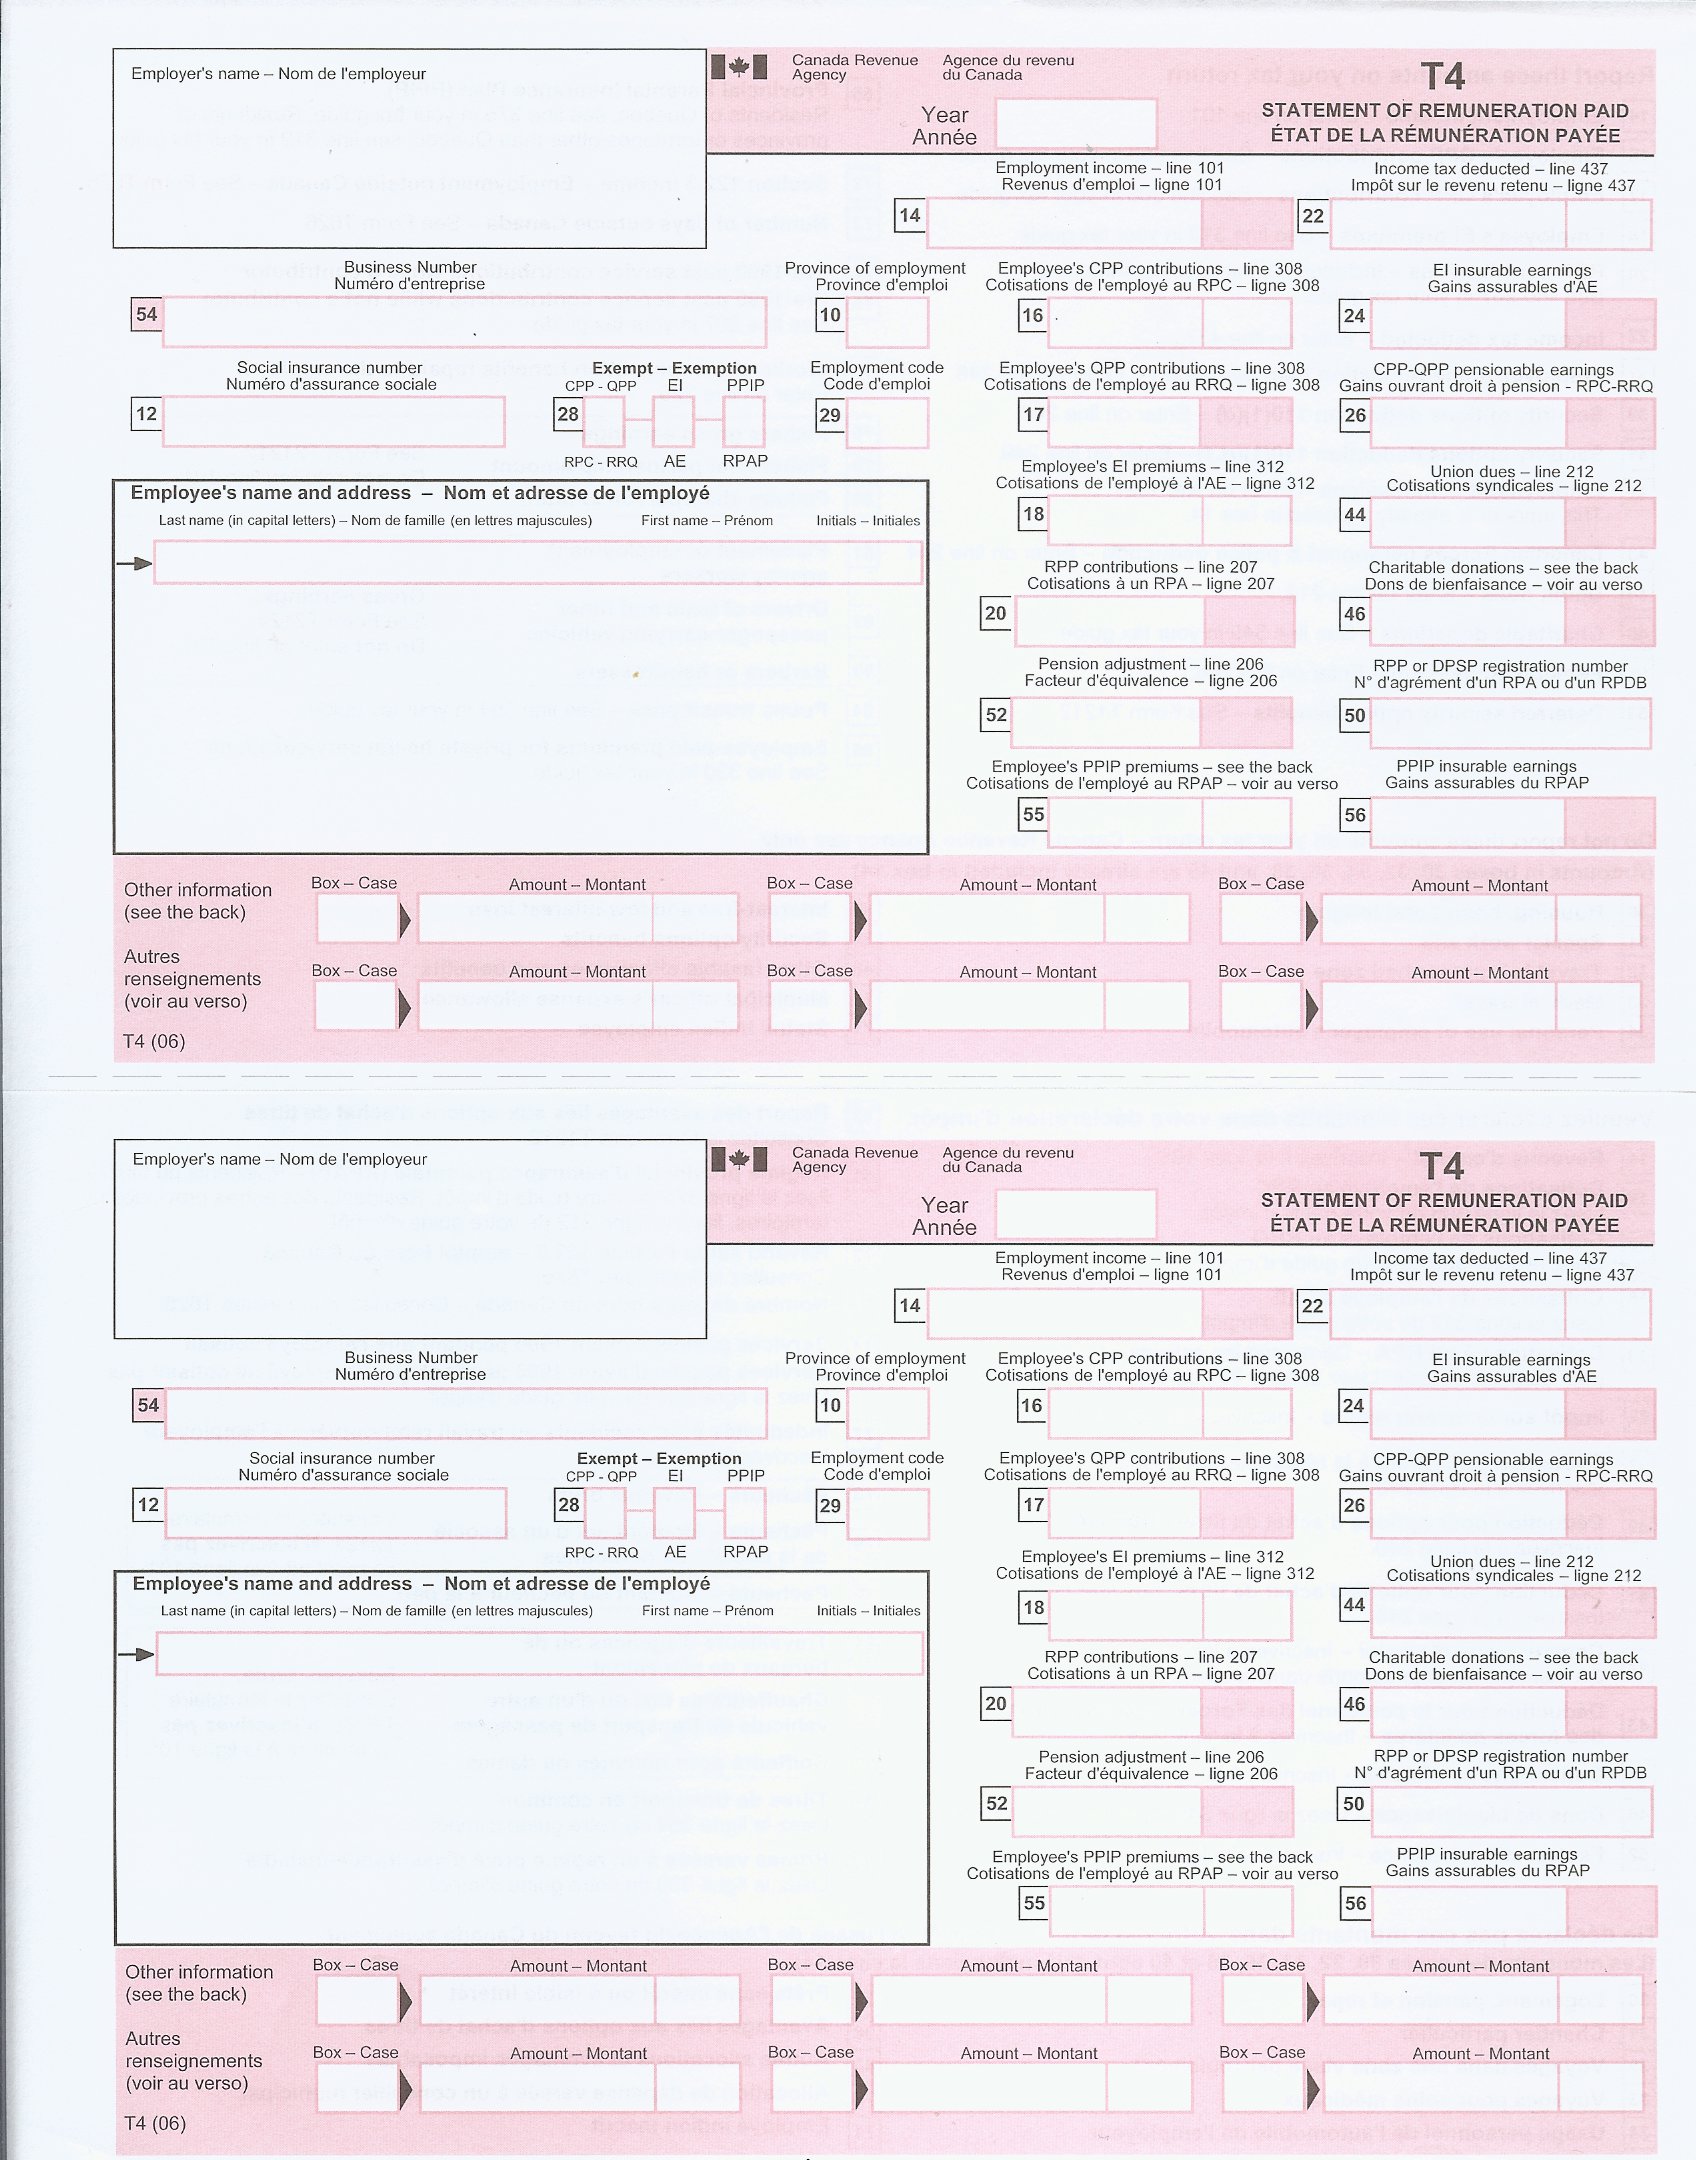 Employer's name – Nom de l'employeur
Canada Revenue Agency
Agence du revenu du Canada
Year
Année
T4
STATEMENT OF REMUNERATION PAID
ÉTAT DE LA RÉMUNÉRATION PAYÉE
Employment income – line 101
Revenus d'emploi – ligne 101
14
Income tax deducted – line 437
Impôt sur le revenu retenu – ligne 437
22
Business Number
Numéro d'entreprise
54
Province of employment
Province d'emploi
10
Employee's CPP contributions – line 308
Cotisations de l'employé au RPC – ligne 308
16
EI insurable earnings
Gains assurables d'AE
24
Social insurance number
Numéro d'assurance sociale
12
Exempt – Exemption
CPP - QPP EI PPIP
28
RPC - RRQ AE RPAP
Employment code
Code d'emploi
29
Employee's QPP contributions – line 308
Cotisations de l'employé au RRQ – ligne 308
17
CPP-QPP pensionable earnings
Gains ouvrant droit à pension - RPC-RRQ
26
Employee's name and address – Nom et adresse de l'employé
Last name (in capital letters) – Nom de famille (en lettres majuscules) First name – Prénom Initials – Initiales
Employee's EI premiums – line 312
Cotisations de l'employé à l'AE – ligne 312
18
Union dues – line 212
Cotisations syndicales – ligne 212
44
RPP contributions – line 207
Cotisations à un RPA – ligne 207
20
Charitable donations – see the back
Dons de bienfaisance – voir au verso
46
Pension adjustment – line 206
Facteur d'équivalence – ligne 206
52
RPP or DPSP registration number
N° d'agrément d'un RPA ou d'un RPDB
50
Employee's PPIP premiums – see the back
Cotisations de l'employé au RPAP – voir au verso
55
PPIP insurable earnings
Gains assurables du RPAP
56
Other information
(see the back)
Autres
renseignements
(voir au verso)
Box – Case Amount – Montant Box – Case Amount – Montant Box – Case Amount – Montant
Box – Case Amount – Montant Box – Case Amount – Montant Box – Case Amount – Montant
T4 (06)
Employer's name – Nom de l'employeur
Canada Revenue Agency
Agence du revenu du Canada
Year
Année
T4
STATEMENT OF REMUNERATION PAID
ÉTAT DE LA RÉMUNÉRATION PAYÉE
Employment income – line 101
Revenus d'emploi – ligne 101
14
Income tax deducted – line 437
Impôt sur le revenu retenu – ligne 437
22
Business Number
Numéro d'entreprise
54
Province of employment
Province d'emploi
10
Employee's CPP contributions – line 308
Cotisations de l'employé au RPC – ligne 308
16
EI insurable earnings
Gains assurables d'AE
24
Social insurance number
Numéro d'assurance sociale
12
Exempt – Exemption
CPP - QPP EI PPIP
28
RPC - RRQ AE RPAP
Employment code
Code d'emploi
29
Employee's QPP contributions – line 308
Cotisations de l'employé au RRQ – ligne 308
17
CPP-QPP pensionable earnings
Gains ouvrant droit à pension - RPC-RRQ
26
Employee's name and address – Nom et adresse de l'employé
Last name (in capital letters) – Nom de famille (en lettres majuscules) First name – Prénom Initials – Initiales
Employee's EI premiums – line 312
Cotisations de l'employé à l'AE – ligne 312
18
Union dues – line 212
Cotisations syndicales – ligne 212
44
RPP contributions – line 207
Cotisations à un RPA – ligne 207
20
Charitable donations – see the back
Dons de bienfaisance – voir au verso
46
Pension adjustment – line 206
Facteur d'équivalence – ligne 206
52
RPP or DPSP registration number
N° d'agrément d'un RPA ou d'un RPDB
50
Employee's PPIP premiums – see the back
Cotisations de l'employé au RPAP – voir au verso
55
PPIP insurable earnings
Gains assurables du RPAP
56
Other information
(see the back)
Autres
renseignements
(voir au verso)
Box – Case Amount – Montant Box – Case Amount – Montant Box – Case Amount – Montant
Box – Case Amount – Montant Box – Case Amount – Montant Box – Case Amount – Montant
T4 (06)